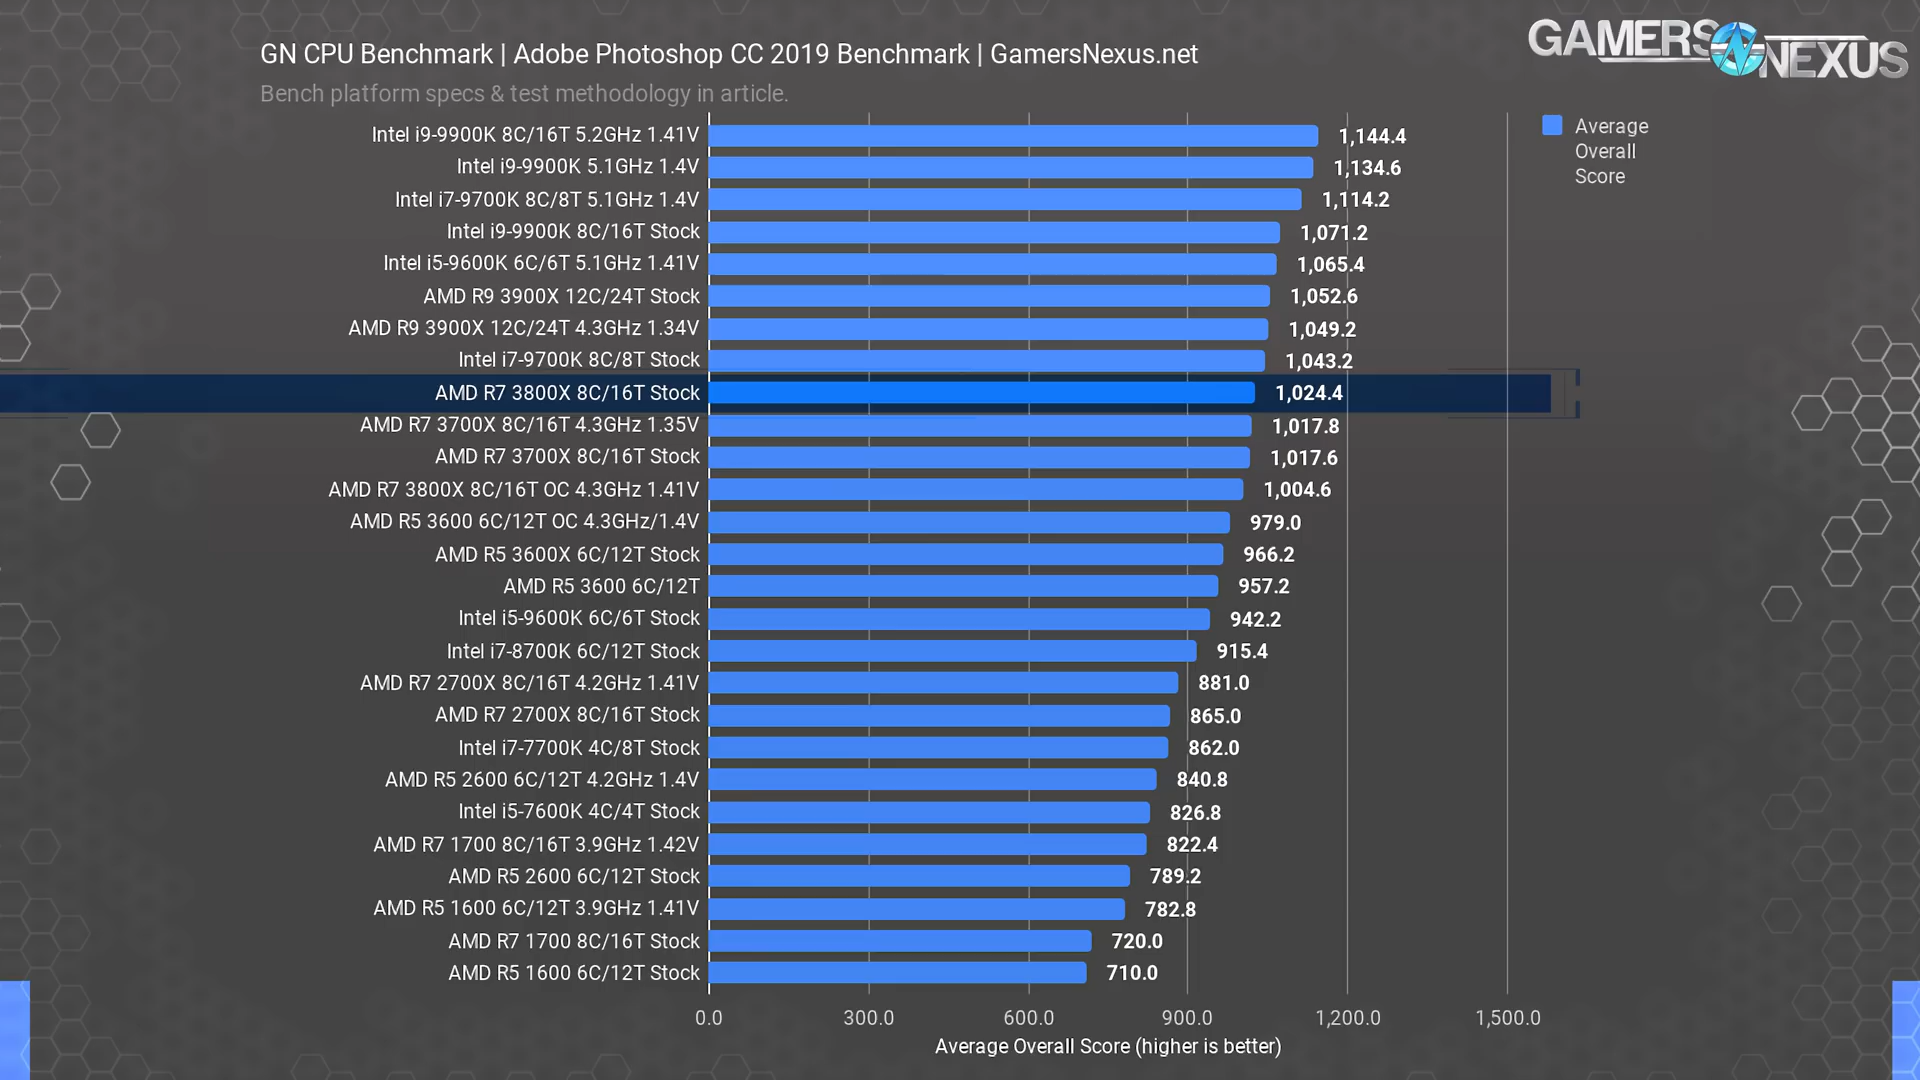 GAMERS NEXUS
GN CPU Benchmark | Adobe Photoshop CC 2019 Benchmark | GamersNexus.net
Bench platform specs & test methodology in article.
Average
Overall
Score
Intel i9-9900K 8C/16T 5.2GHz 1.41V 1,144.4
Intel i9-9900K 5.1GHz 1.4V 1,134.6
Intel i7-9700K 8C/8T 5.1GHz 1.4V 1,114.2
Intel i9-9900K 8C/16T Stock 1,071.2
Intel i5-9600K 6C/6T 5.1GHz 1.41V 1,065.4
AMD R9 3900X 12C/24T Stock 1,052.6
AMD R9 3900X 12C/24T 4.3GHz 1.34V 1,049.2
Intel i7-9700K 8C/8T Stock 1,043.2
AMD R7 3800X 8C/16T Stock 1,024.4
AMD R7 3700X 8C/16T 4.3GHz 1.35V 1,017.8
AMD R7 3700X 8C/16T Stock 1,017.6
AMD R7 3800X 8C/16T OC 4.3GHz 1.41V 1,004.6
AMD R5 3600 6C/12T OC 4.3GHz/1.4V 979.0
AMD R5 3600X 6C/12T Stock 966.2
AMD R5 3600 6C/12T 957.2
Intel i5-9600K 6C/6T Stock 942.2
Intel i7-8700K 6C/12T Stock 915.4
AMD R7 2700X 8C/16T 4.2GHz 1.41V 881.0
AMD R7 2700X 8C/16T Stock 865.0
Intel i7-7700K 4C/8T Stock 862.0
AMD R5 2600 6C/12T 4.2GHz 1.4V 840.8
Intel i5-7600K 4C/4T Stock 826.8
AMD R7 1700 8C/16T 3.9GHz 1.42V 822.4
AMD R5 2600 6C/12T Stock 789.2
AMD R5 1600 6C/12T 3.9GHz 1.41V 782.8
AMD R7 1700 8C/16T Stock 720.0
AMD R5 1600 6C/12T Stock 710.0
0.0 300.0 600.0 900.0 1,200.0 1,500.0
Average Overall Score (higher is better)